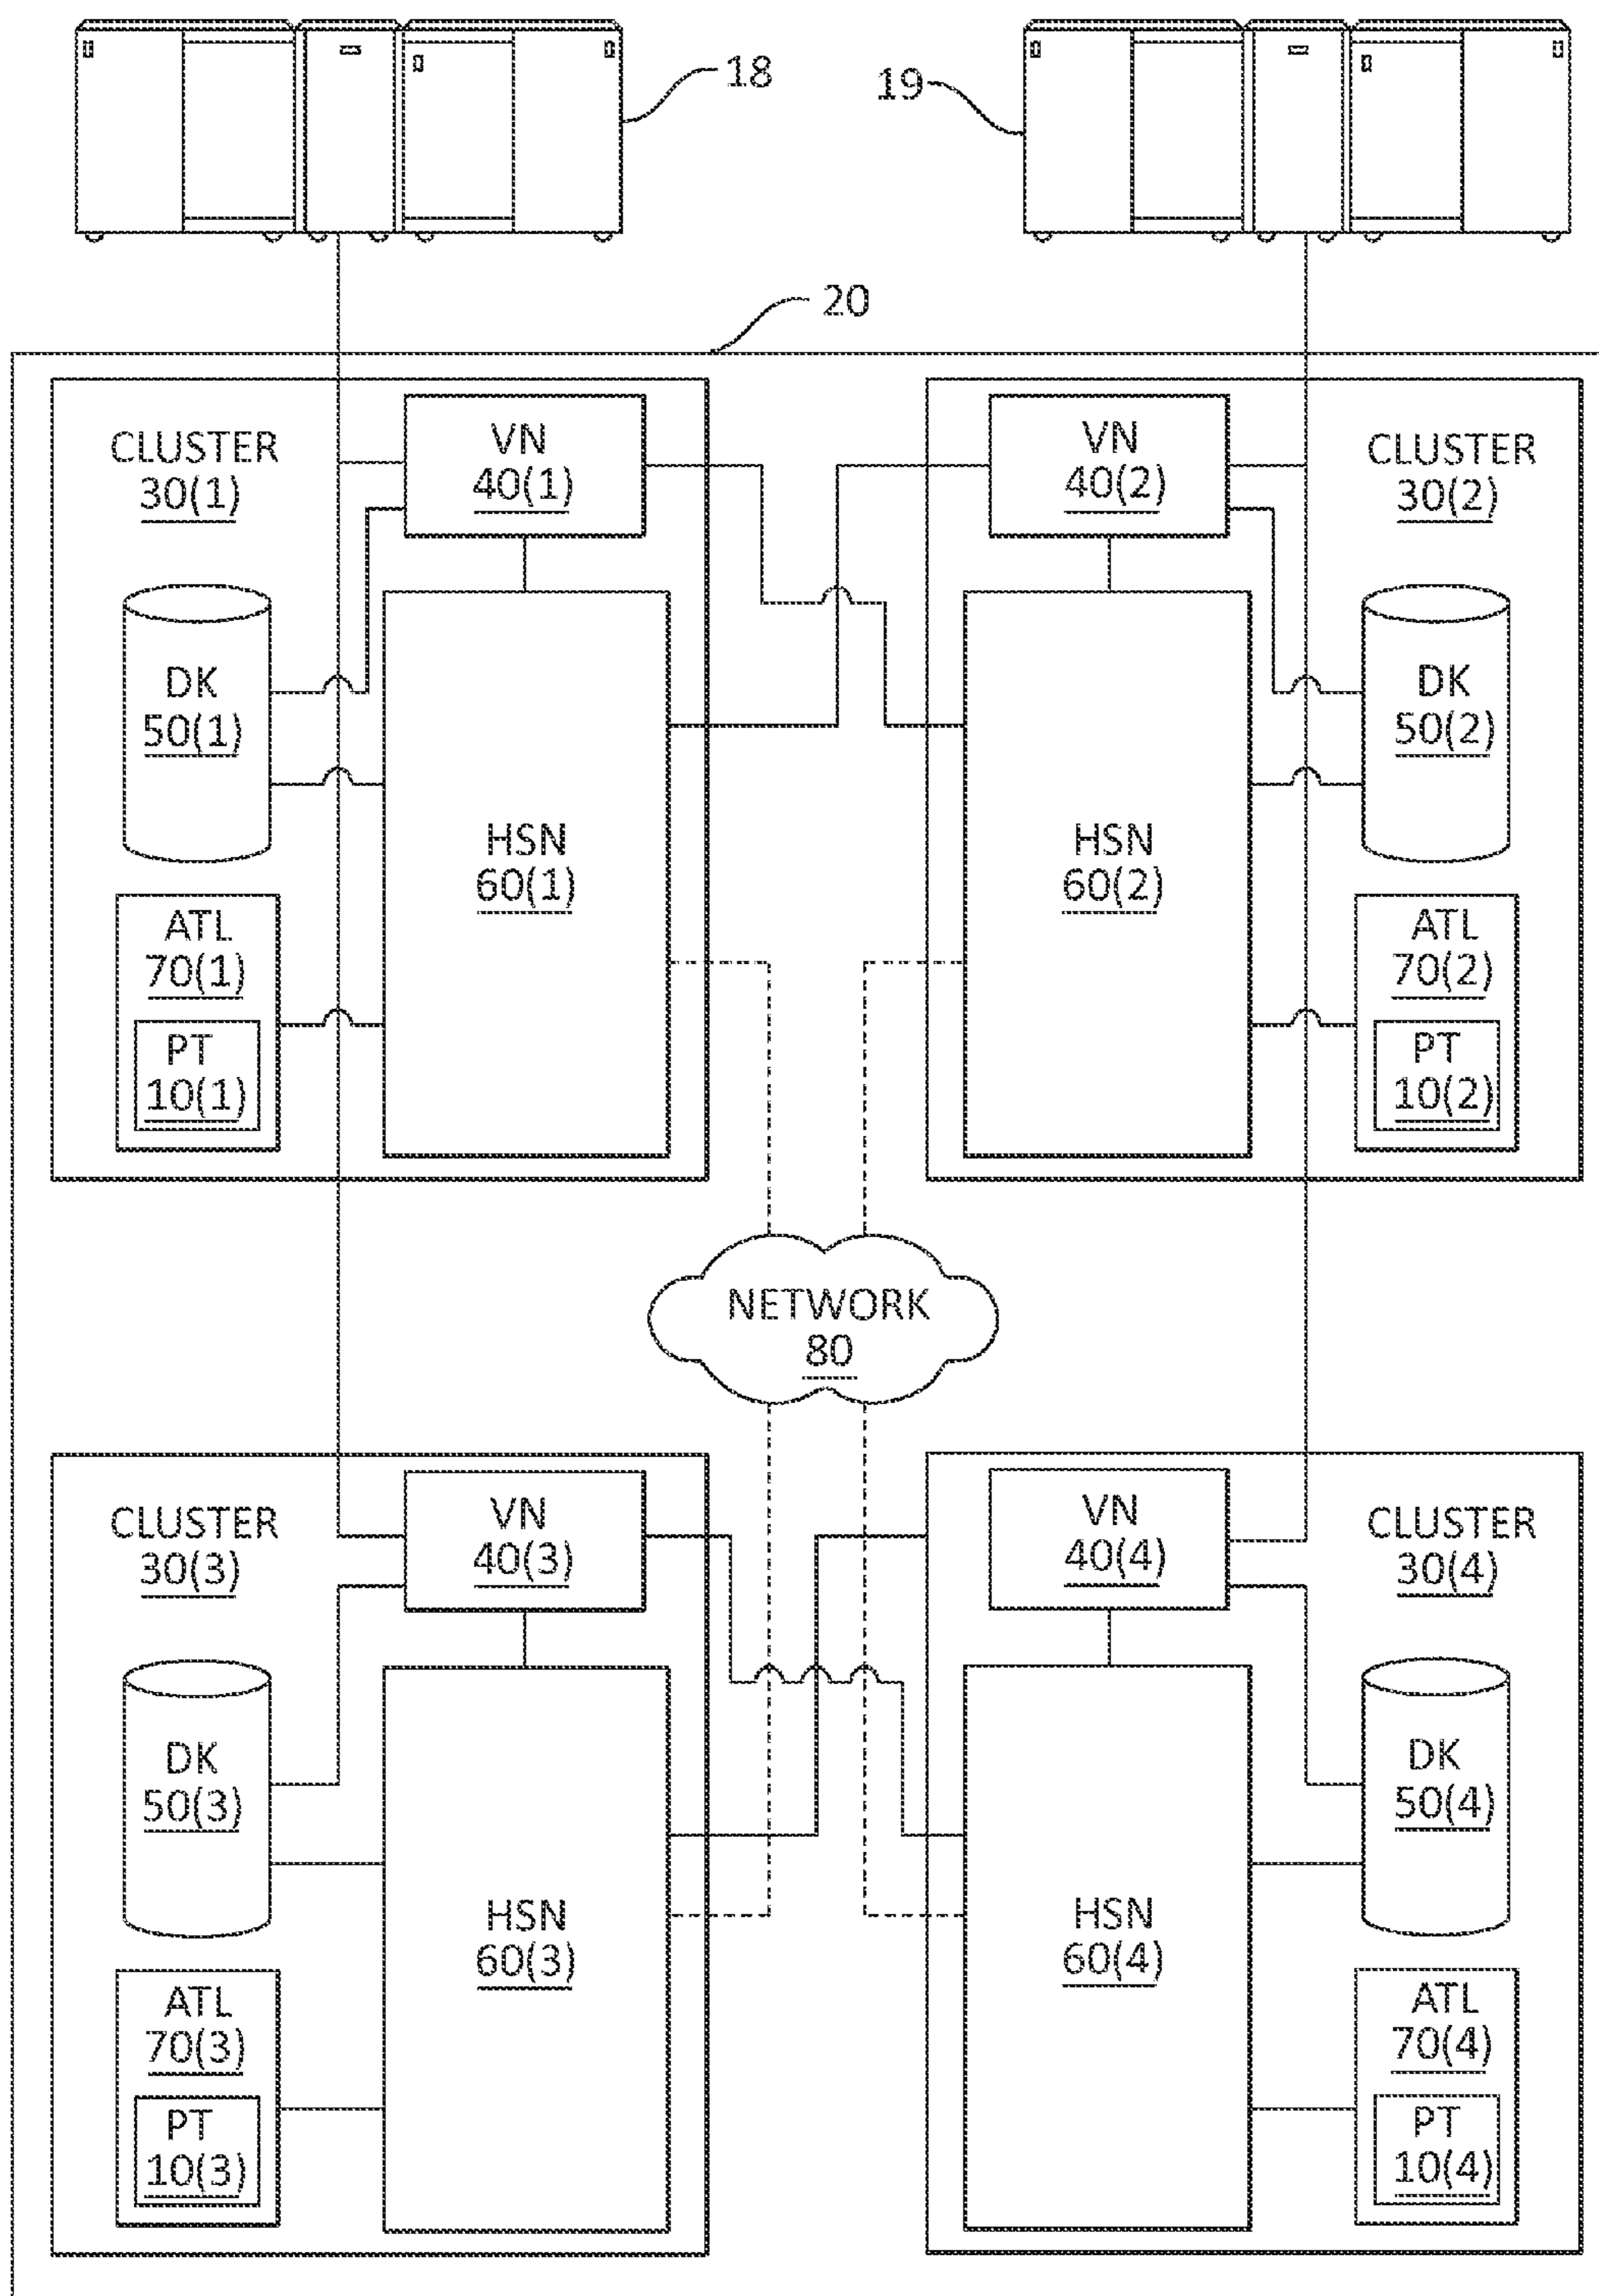 18
19
20
CLUSTER
30(1)
VN
40(1)
DK
50(1)
HSN
60(1)
ATL
70(1)
PT
10(1)
VN
40(2)
CLUSTER
30(2)
DK
50(2)
HSN
60(2)
ATL
70(2)
PT
10(2)
NETWORK
80
CLUSTER
30(3)
VN
40(3)
DK
50(3)
HSN
60(3)
ATL
70(3)
PT
10(3)
VN
40(4)
CLUSTER
30(4)
DK
50(4)
HSN
60(4)
ATL
70(4)
PT
10(4)